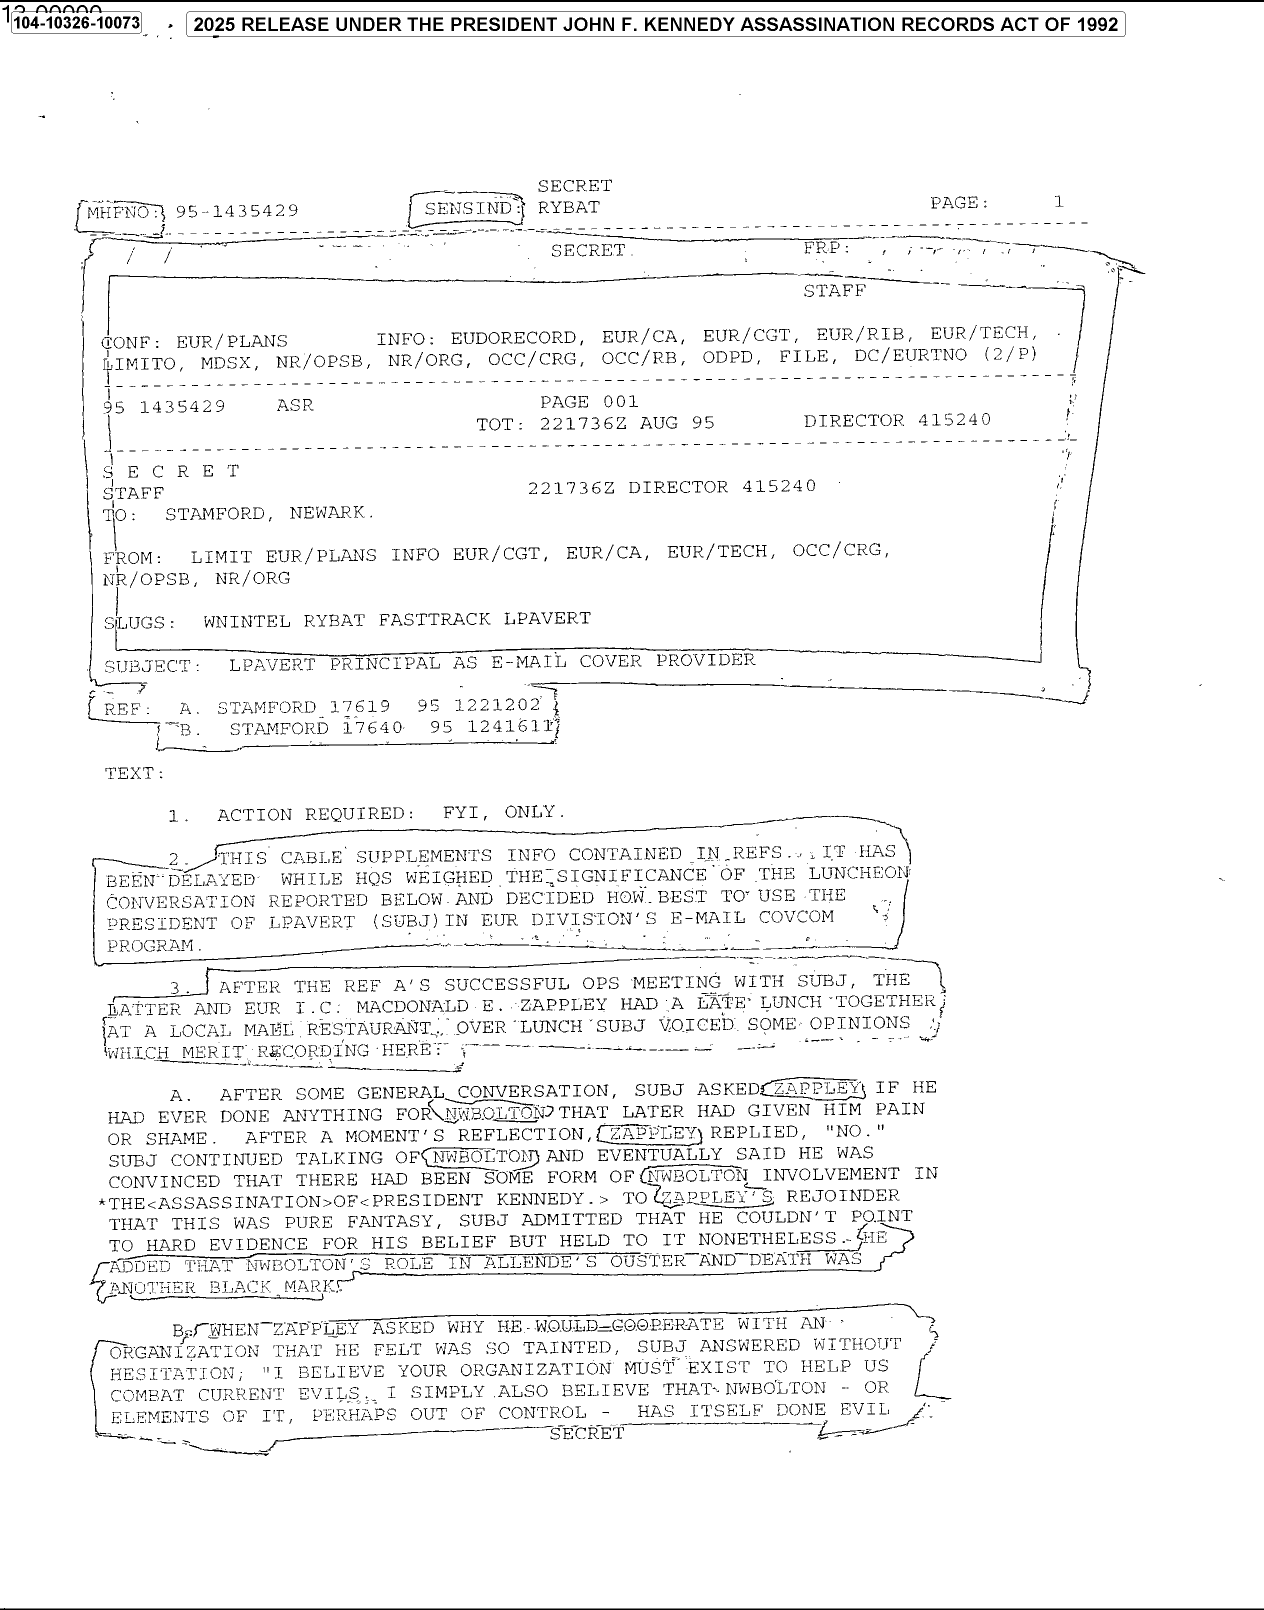 104-10326-10073
2025 RELEASE UNDER THE PRESIDENT JOHN F. KENNEDY ASSASSINATION RECORDS ACT OF 1992
SECRET
MHFNO: 95-1435429 SENSIND: RYBAT PAGE: 1
/ / SECRET FRP: , , , , , ,
STAFF
CONF: EUR/PLANS INFO: EUDORECORD, EUR/CA, EUR/CGT, EUR/RIB, EUR/TECH,
LIMITO, MDSX, NR/OPSB, NR/ORG, OCC/CRG, OCC/RB, ODPD, FILE, DC/EURTNO (2/P)
95 1435429 ASR PAGE 001
TOT: 221736Z AUG 95 DIRECTOR 415240
S E C R E T
STAFF 221736Z DIRECTOR 415240
TO: STAMFORD, NEWARK.
FROM: LIMIT EUR/PLANS INFO EUR/CGT, EUR/CA, EUR/TECH, OCC/CRG,
NR/OPSB, NR/ORG
SLUGS: WNINTEL RYBAT FASTTRACK LPAVERT
SUBJECT: LPAVERT PRINCIPAL AS E-MAIL COVER PROVIDER
REF: A. STAMFORD 17619 95 1221202
B. STAMFORD 17640 95 1241611
TEXT:
1. ACTION REQUIRED: FYI, ONLY.
2. THIS CABLE SUPPLEMENTS INFO CONTAINED IN REFS. IT HAS
BEEN DELAYED WHILE HQS WEIGHED THE SIGNIFICANCE OF THE LUNCHEON
CONVERSATION REPORTED BELOW AND DECIDED HOW BEST TO USE THE
PRESIDENT OF LPAVERT (SUBJ) IN EUR DIVISION'S E-MAIL COVCOM
PROGRAM.
3. AFTER THE REF A'S SUCCESSFUL OPS MEETING WITH SUBJ, THE
LATTER AND EUR I.C. MACDONALD E. ZAPPLEY HAD A LATE LUNCH TOGETHER
AT A LOCAL MALL RESTAURANT. OVER LUNCH SUBJ VOICED SOME OPINIONS
WHICH MERIT RECORDING HERE:
A. AFTER SOME GENERAL CONVERSATION, SUBJ ASKED ZAPPLEY IF HE
HAD EVER DONE ANYTHING FOR NWBOLTON THAT LATER HAD GIVEN HIM PAIN
OR SHAME. AFTER A MOMENT'S REFLECTION, ZAPPLEY REPLIED, "NO."
SUBJ CONTINUED TALKING OF NWBOLTON AND EVENTUALLY SAID HE WAS
CONVINCED THAT THERE HAD BEEN SOME FORM OF NWBOLTON INVOLVEMENT IN
*THE<ASSASSINATION>OF<PRESIDENT KENNEDY.> TO ZAPPLEY'S REJOINDER
THAT THIS WAS PURE FANTASY, SUBJ ADMITTED THAT HE COULDN'T POINT
TO HARD EVIDENCE FOR HIS BELIEF BUT HELD TO IT NONETHELESS. HE
ADDED THAT NWBOLTON'S ROLE IN ALLENDE'S OUSTER AND DEATH WAS
ANOTHER BLACK MARK.
B. WHEN ZAPPLEY ASKED WHY HE WOULD COOPERATE WITH AN
ORGANIZATION THAT HE FELT WAS SO TAINTED, SUBJ ANSWERED WITHOUT
HESITATION; "I BELIEVE YOUR ORGANIZATION MUST EXIST TO HELP US
COMBAT CURRENT EVILS. I SIMPLY ALSO BELIEVE THAT NWBOLTON - OR
ELEMENTS OF IT, PERHAPS OUT OF CONTROL - HAS ITSELF DONE EVIL
SECRET